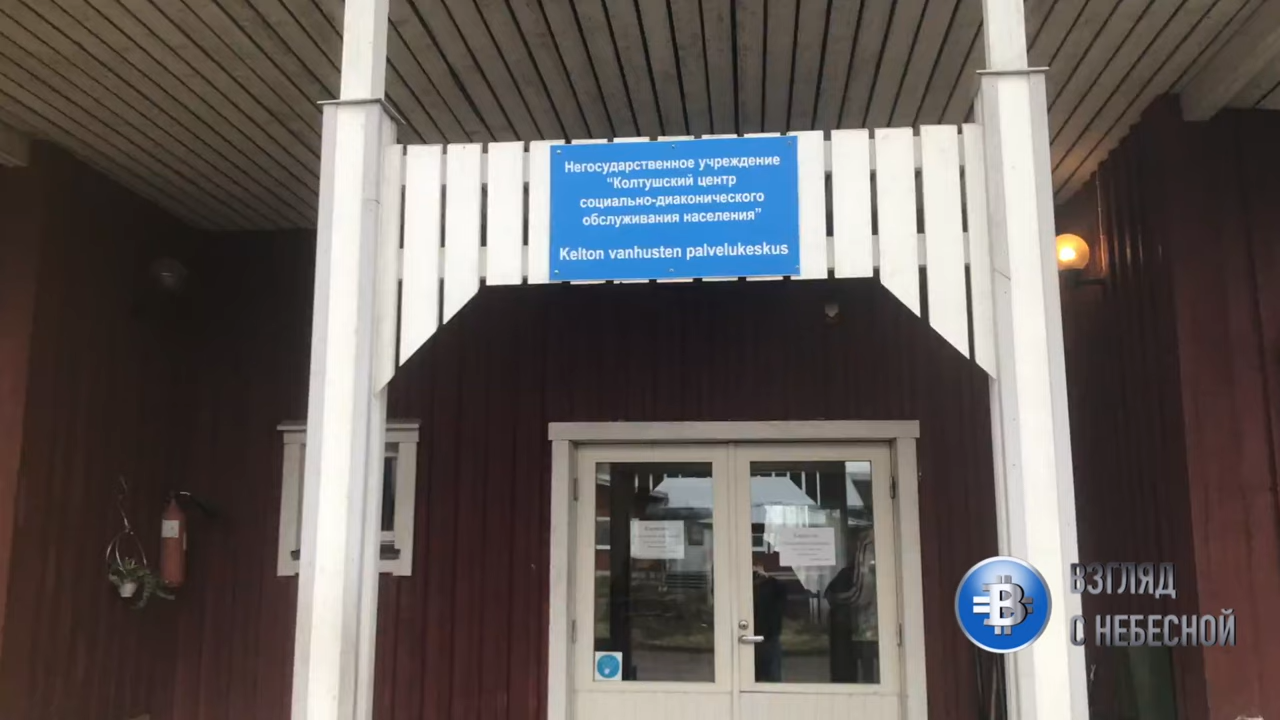 Негосударственное учреждение
“Колтушский центр
социально-диаконического
обслуживания населения”
Kelton vanhusten palvelukeskus
ВЗГЛЯД
С НЕБЕСНОЙ